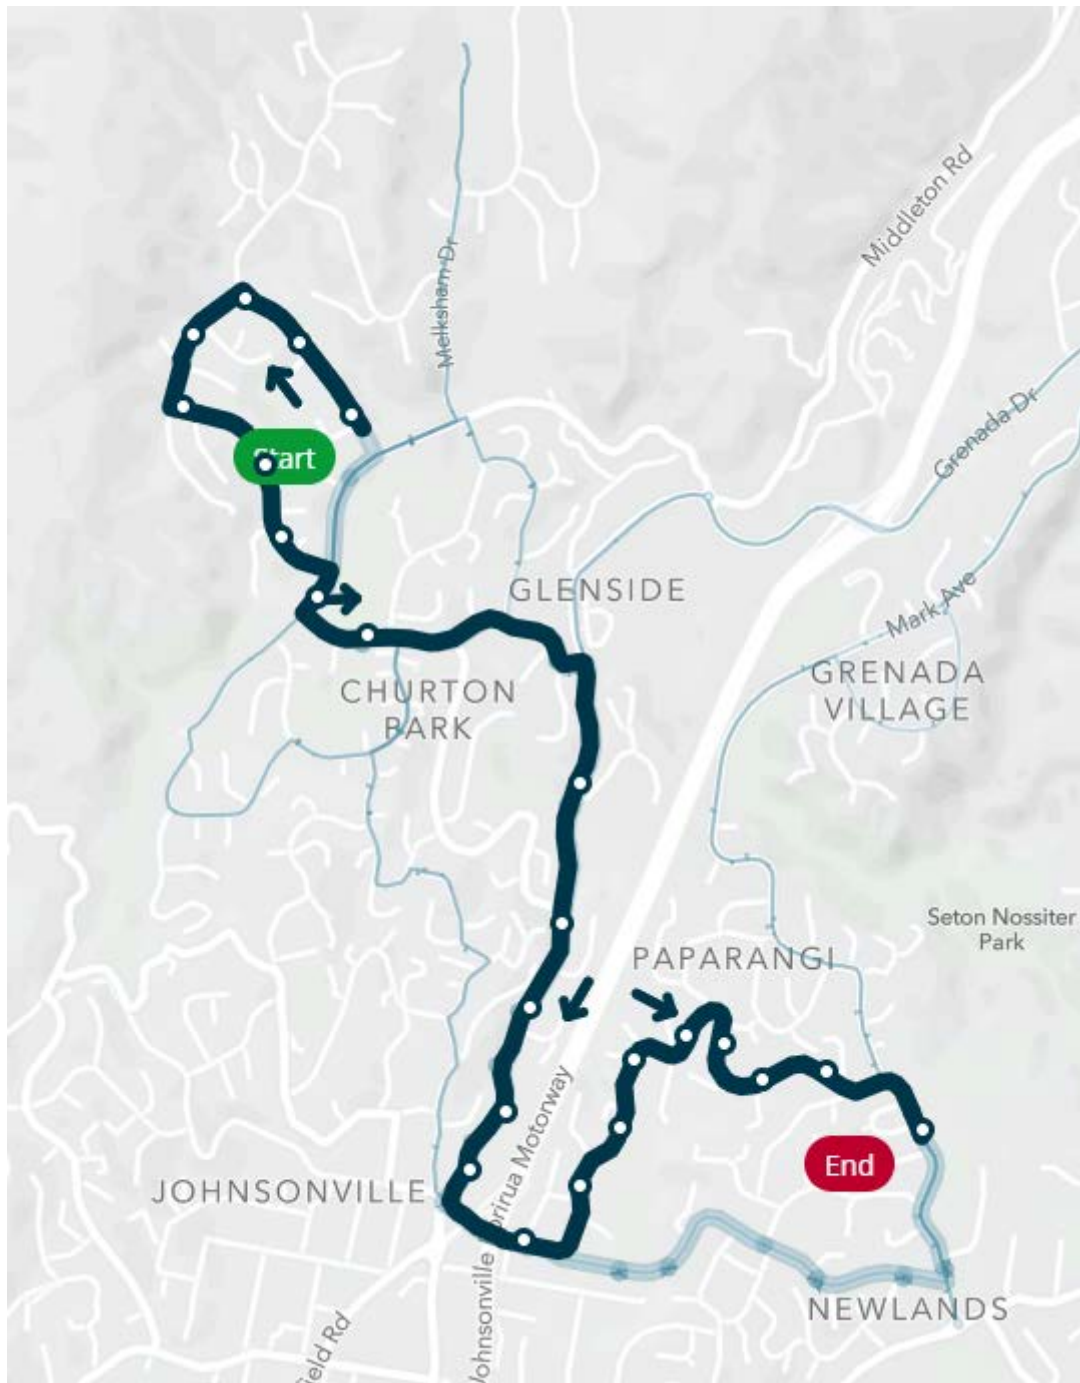 Middleton Rd
Melksham Dr
Grenada Dr
Start
GLENSIDE
Mark Ave
GRENADA
VILLAGE
CHURTON
PARK
Seton Nossiter
Park
PAPARANGI
Motorway
End
JOHNSONVILLE
Johnsonville
NEWLANDS
Rd